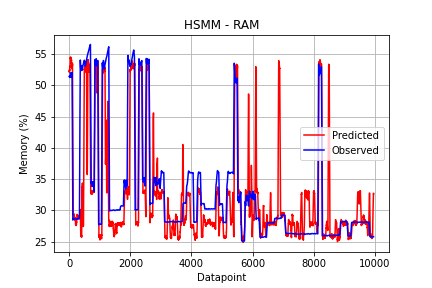 HSMM - RAM
Memory (%)
55
50
45
40
35
30
25
Predicted
Observed
0
2000
4000
6000
8000
10000
Datapoint